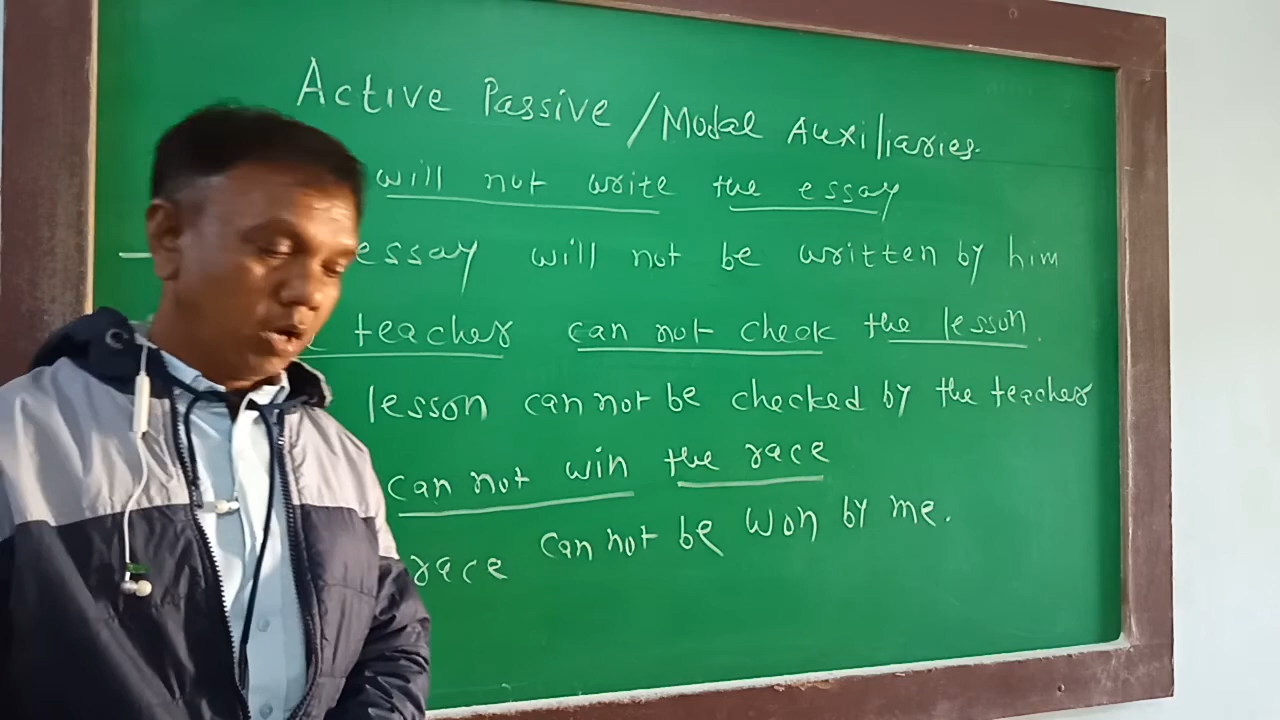 Active Passive / Modal Auxiliaries.
will not write the essay
essay will not be written by him
teacher can not check the lesson.
lesson can not be checked by the teacher
can not win the race
race can not be won by me.